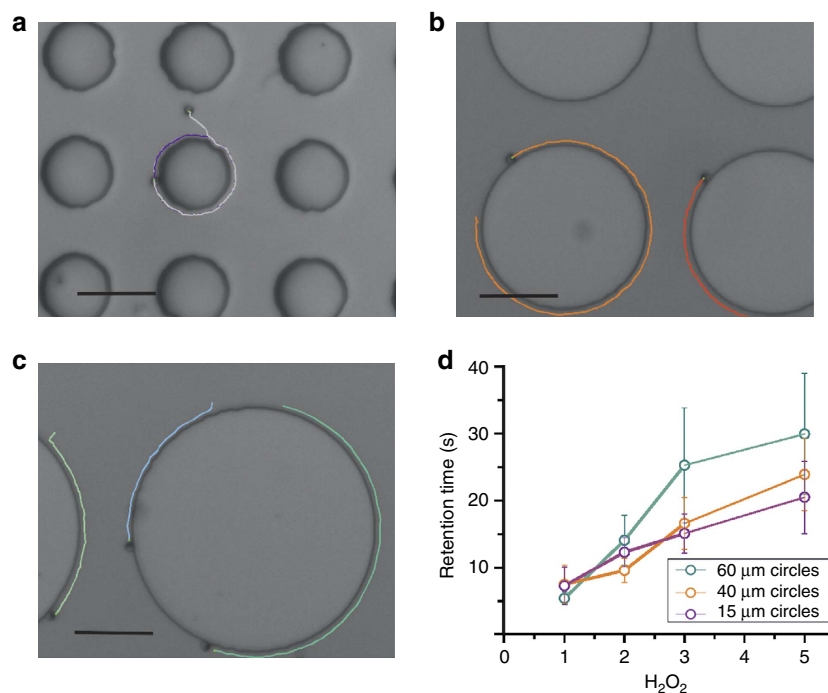 a
b
c
d
40
30
20
10
Retention time (s)
60 μm circles
40 μm circles
15 μm circles
0 1 2 3 4 5
H₂O₂